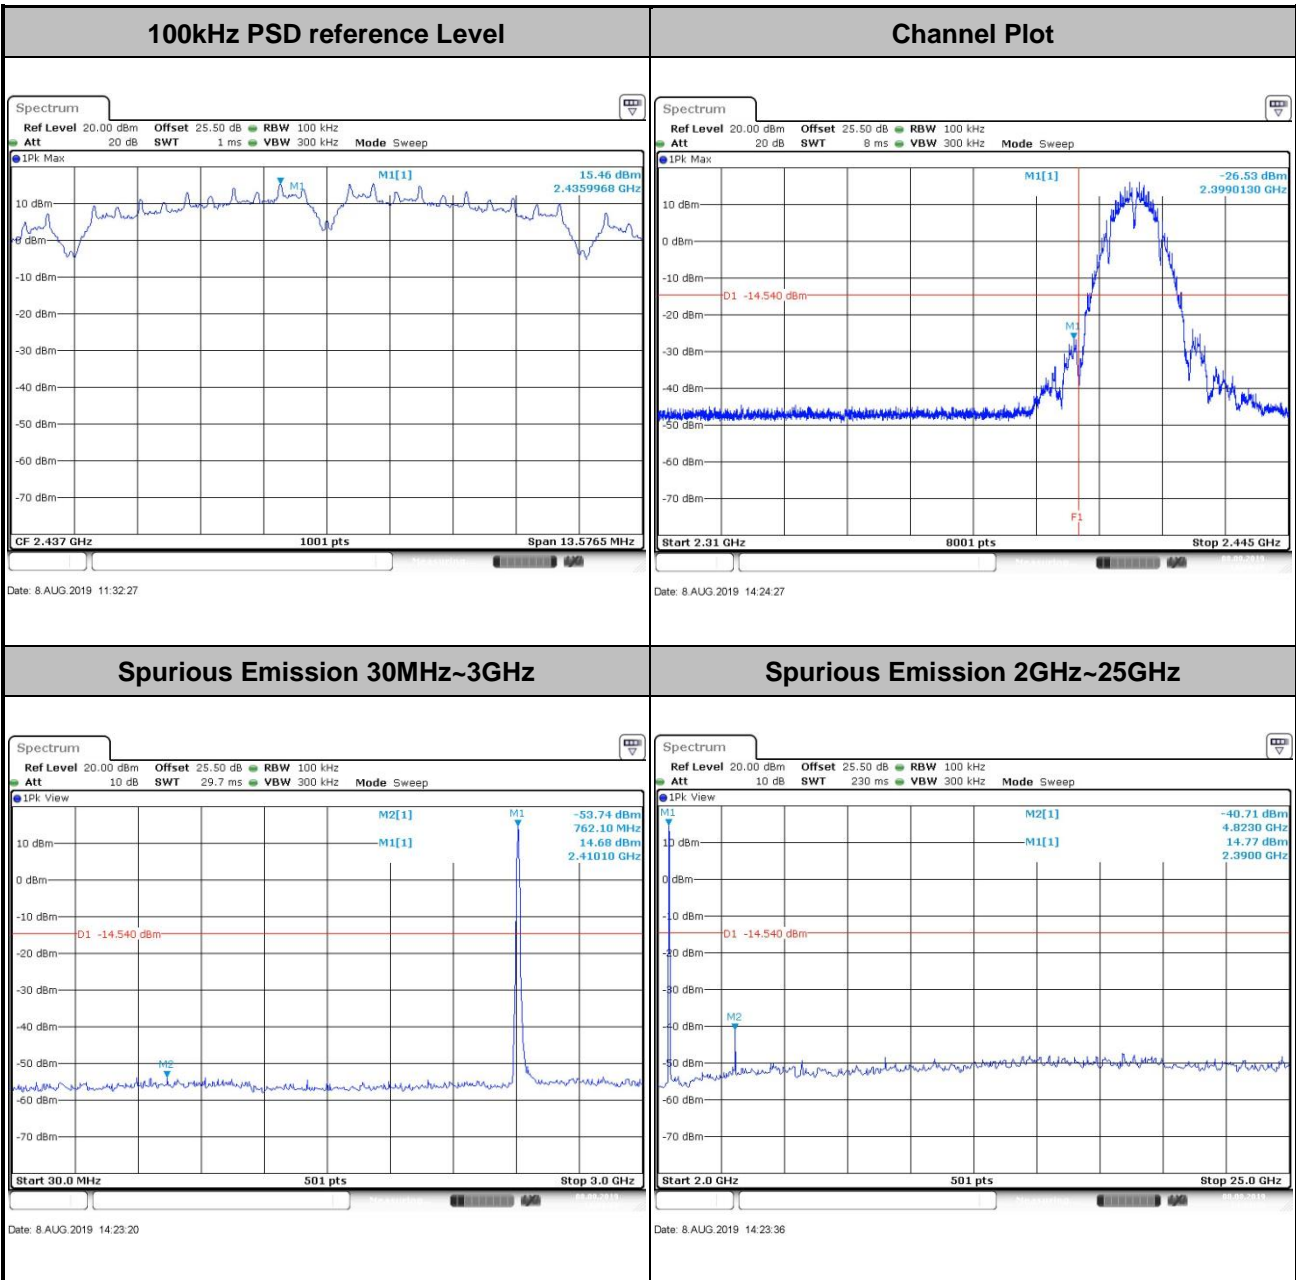 100kHz PSD reference Level
Channel Plot
Spectrum
Ref Level 20.00 dBm Offset 25.50 dB RBW 100 kHz
Att 20 dB SWT 1 ms VBW 300 kHz Mode Sweep
1Pk Max
M1[1] 15.46 dBm
2.4359968 GHz
M1
10 dBm
0 dBm
-10 dBm
-20 dBm
-30 dBm
-40 dBm
-50 dBm
-60 dBm
-70 dBm
CF 2.437 GHz 1001 pts Span 13.5765 MHz
Measuring
Date: 8.AUG.2019 11:32:27
Spectrum
Ref Level 20.00 dBm Offset 25.50 dB RBW 100 kHz
Att 20 dB SWT 8 ms VBW 300 kHz Mode Sweep
1Pk Max
M1[1] -26.53 dBm
2.3990130 GHz
10 dBm
0 dBm
-10 dBm
D1 -14.540 dBm
-20 dBm
M1
-30 dBm
-40 dBm
-50 dBm
-60 dBm
-70 dBm
F1
Start 2.31 GHz 8001 pts Stop 2.445 GHz
Measuring
Date: 8.AUG.2019 14:24:27
Spurious Emission 30MHz~3GHz
Spurious Emission 2GHz~25GHz
Spectrum
Ref Level 20.00 dBm Offset 25.50 dB RBW 100 kHz
Att 10 dB SWT 29.7 ms VBW 300 kHz Mode Sweep
1Pk View
M2[1] M1 -53.74 dBm
762.10 MHz
M1[1] 14.68 dBm
2.41010 GHz
10 dBm
0 dBm
-10 dBm
D1 -14.540 dBm
-20 dBm
-30 dBm
-40 dBm
-50 dBm
M2
-60 dBm
-70 dBm
Start 30.0 MHz 501 pts Stop 3.0 GHz
Measuring 08.08.2019
Date: 8.AUG.2019 14:23:20
Spectrum
Ref Level 20.00 dBm Offset 25.50 dB RBW 100 kHz
Att 10 dB SWT 230 ms VBW 300 kHz Mode Sweep
1Pk View
M1 M2[1] -40.71 dBm
4.8230 GHz
M1[1] 14.77 dBm
2.3900 GHz
10 dBm
0 dBm
-10 dBm
D1 -14.540 dBm
-20 dBm
-30 dBm
M2
-40 dBm
-50 dBm
-60 dBm
-70 dBm
Start 2.0 GHz 501 pts Stop 25.0 GHz
Measuring 08.08.2019
Date: 8.AUG.2019 14:23:36